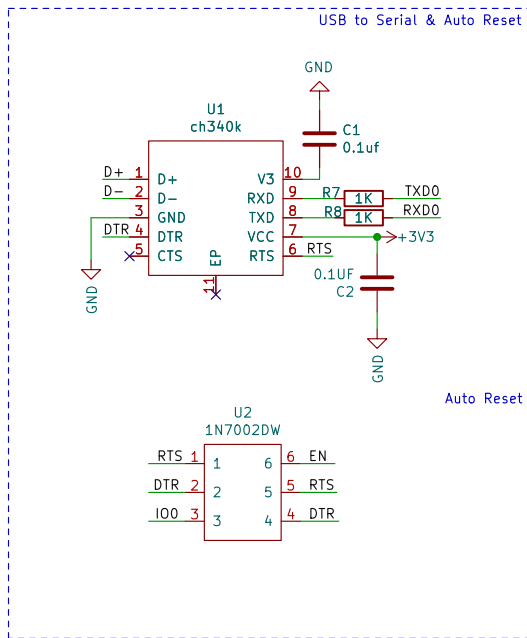 USB to Serial & Auto Reset
GND
U1
ch340k
C1
0.1uf
D+ 1 D+ V3 10
D- 2 D- RXD 9 R7 1K TXD0
3 GND TXD 8 R8 1K RXD0
DTR 4 DTR VCC 7 +3V3
5 CTS RTS 6 RTS
EP
11
GND
0.1UF
C2
GND
Auto Reset
U2
1N7002DW
RTS 1 1 6 6 EN
DTR 2 2 5 5 RTS
IO0 3 3 4 4 DTR